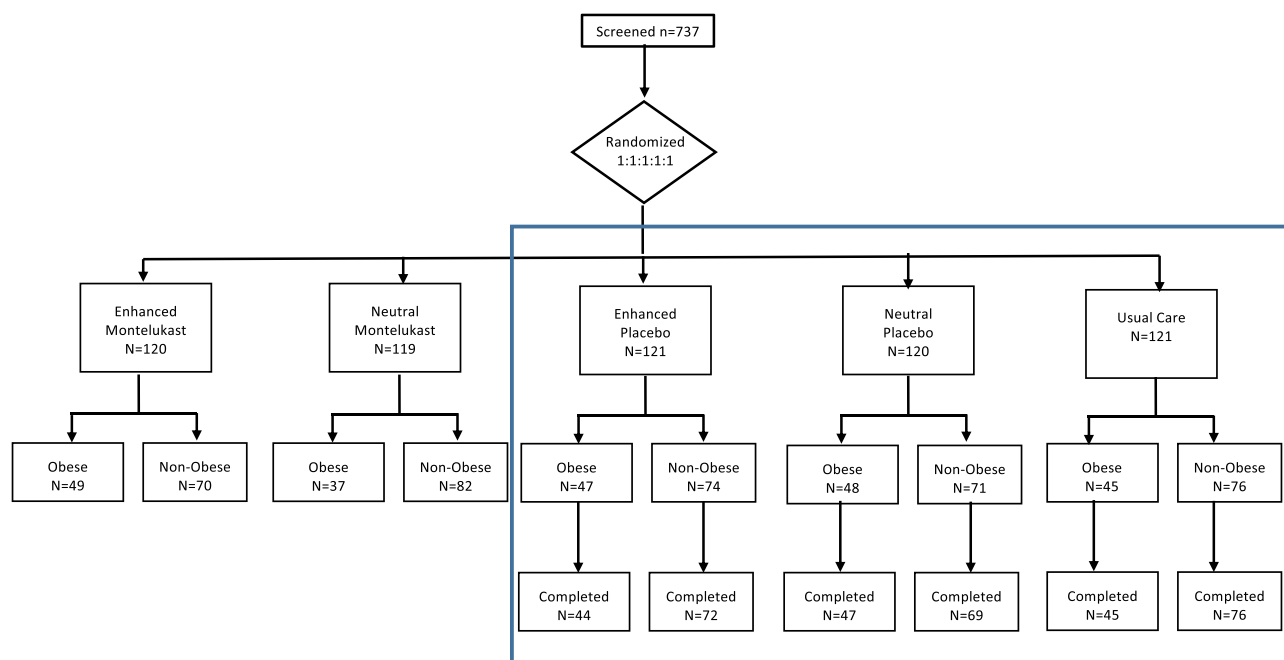 Screened n=737
Randomized
1:1:1:1:1
Enhanced
Montelukast
N=120
Neutral
Montelukast
N=119
Enhanced
Placebo
N=121
Neutral
Placebo
N=120
Usual Care
N=121
Obese
N=49
Non-Obese
N=70
Obese
N=37
Non-Obese
N=82
Obese
N=47
Non-Obese
N=74
Obese
N=48
Non-Obese
N=71
Obese
N=45
Non-Obese
N=76
Completed
N=44
Completed
N=72
Completed
N=47
Completed
N=69
Completed
N=45
Completed
N=76